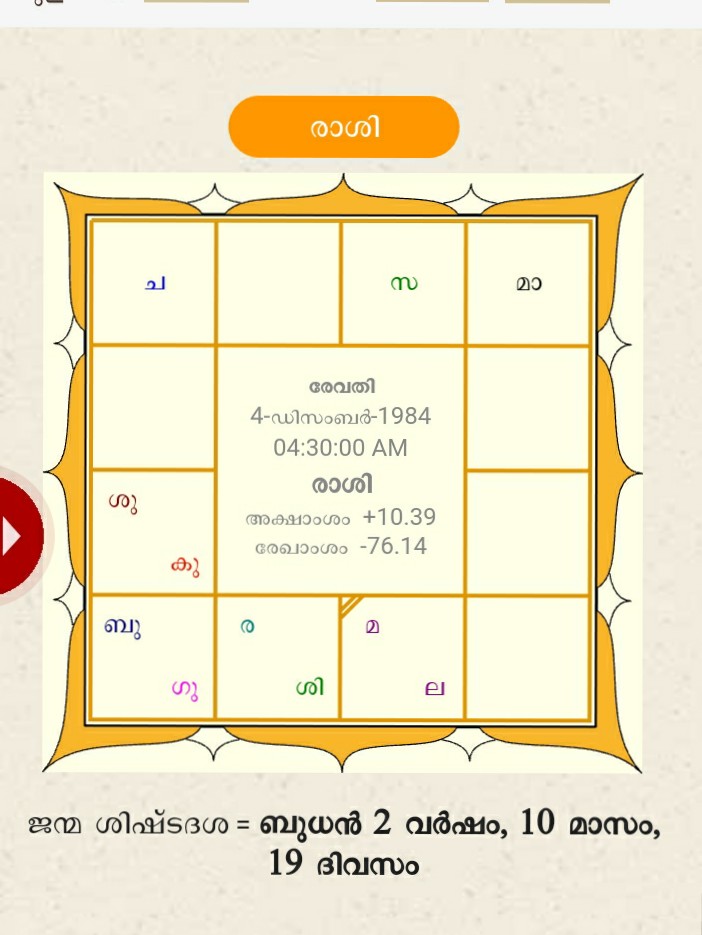 രാശി
ച
സ
മാ
രേവതി
4-ഡിസംബർ-1984
04:30:00 AM
രാശി
അക്ഷാംശം +10.39
രേഖാംശം -76.14
ശു
കു
ബു
ഗു
ര
ശി
മ
ല
ജന്മ ശിഷ്ടദശ = ബുധൻ 2 വർഷം, 10 മാസം,
19 ദിവസം